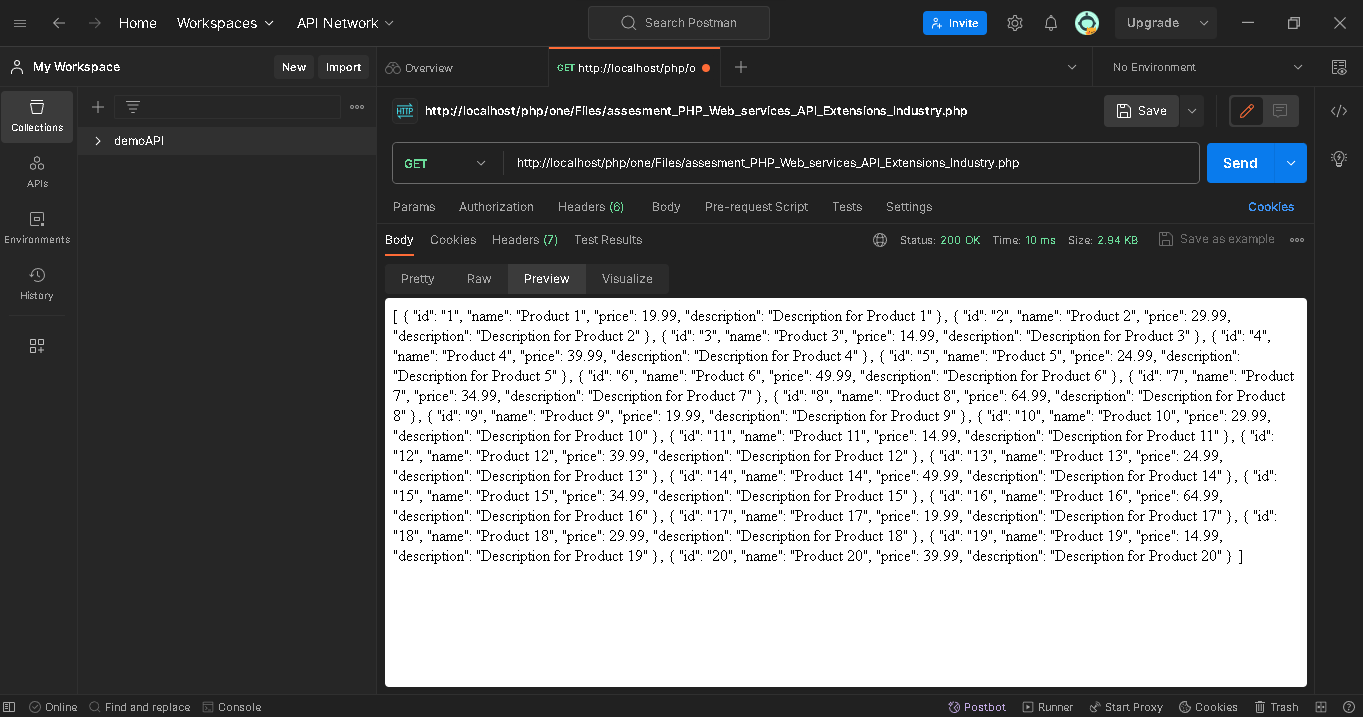 Home
Workspaces
API Network
Search Postman
Invite
Upgrade
My Workspace
New
Import
Overview
GET http://localhost/php/o
No Environment
Collections
APIs
Environments
History
demoAPI
HTTP
http://localhost/php/one/Files/assesment_PHP_Web_services_API_Extensions_Industry.php
Save
GET
http://localhost/php/one/Files/assesment_PHP_Web_services_API_Extensions_Industry.php
Send
Params
Authorization
Headers (6)
Body
Pre-request Script
Tests
Settings
Cookies
Body
Cookies
Headers (7)
Test Results
Status: 200 OK
Time: 10 ms
Size: 2.94 KB
Save as example
Pretty
Raw
Preview
Visualize
[ { "id": "1", "name": "Product 1", "price": 19.99, "description": "Description for Product 1" }, { "id": "2", "name": "Product 2", "price": 29.99,
"description": "Description for Product 2" }, { "id": "3", "name": "Product 3", "price": 14.99, "description": "Description for Product 3" }, { "id": "4",
"name": "Product 4", "price": 39.99, "description": "Description for Product 4" }, { "id": "5", "name": "Product 5", "price": 24.99, "description":
"Description for Product 5" }, { "id": "6", "name": "Product 6", "price": 49.99, "description": "Description for Product 6" }, { "id": "7", "name": "Product
7", "price": 34.99, "description": "Description for Product 7" }, { "id": "8", "name": "Product 8", "price": 64.99, "description": "Description for Product
8" }, { "id": "9", "name": "Product 9", "price": 19.99, "description": "Description for Product 9" }, { "id": "10", "name": "Product 10", "price": 29.99,
"description": "Description for Product 10" }, { "id": "11", "name": "Product 11", "price": 14.99, "description": "Description for Product 11" }, { "id":
"12", "name": "Product 12", "price": 39.99, "description": "Description for Product 12" }, { "id": "13", "name": "Product 13", "price": 24.99,
"description": "Description for Product 13" }, { "id": "14", "name": "Product 14", "price": 49.99, "description": "Description for Product 14" }, { "id":
"15", "name": "Product 15", "price": 34.99, "description": "Description for Product 15" }, { "id": "16", "name": "Product 16", "price": 64.99,
"description": "Description for Product 16" }, { "id": "17", "name": "Product 17", "price": 19.99, "description": "Description for Product 17" }, { "id":
"18", "name": "Product 18", "price": 29.99, "description": "Description for Product 18" }, { "id": "19", "name": "Product 19", "price": 14.99,
"description": "Description for Product 19" }, { "id": "20", "name": "Product 20", "price": 39.99, "description": "Description for Product 20" } ]
Online
Find and replace
Console
Postbot
Runner
Start Proxy
Cookies
Trash